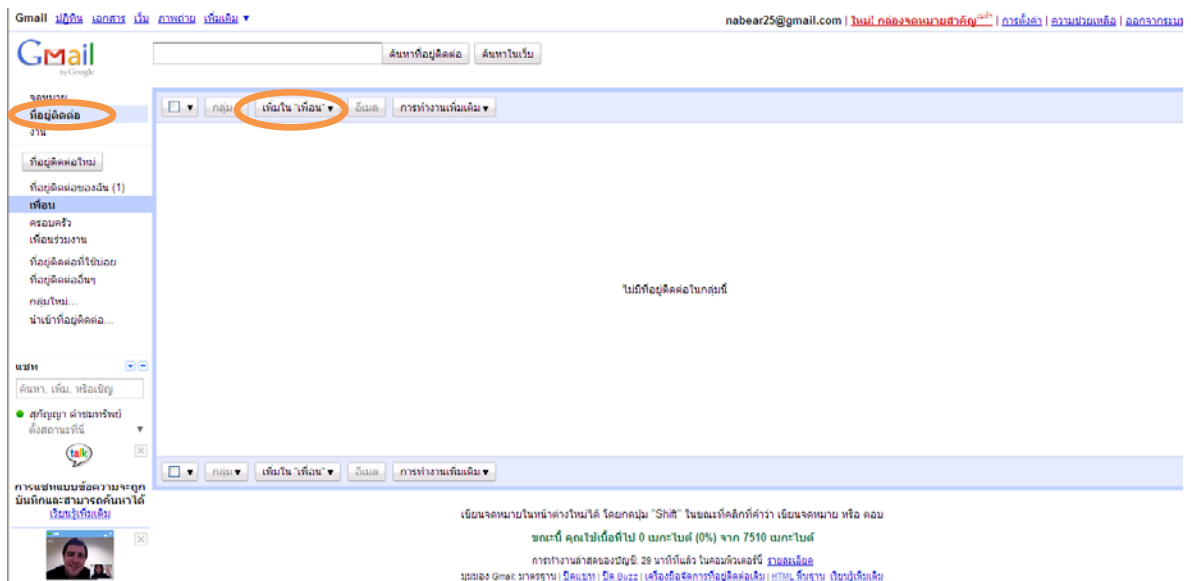 Gmail ปฏิทิน เอกสาร เว็บ ภาพถ่าย เพิ่มเติม ▼
nabear25@gmail.com | ใหม่! กล่องจดหมายสำคัญ | การตั้งค่า | ความช่วยเหลือ | ออกจากระบบ
Gmail
by Google
ค้นหาที่อยู่ติดต่อ ค้นหาในเว็บ
จดหมาย
ที่อยู่ติดต่อ
งาน
กลุ่ม เพิ่มใน "เพื่อน" ▼ อีเมล การทำงานเพิ่มเติม ▼
ที่อยู่ติดต่อใหม่
ที่อยู่ติดต่อของฉัน (1)
เพื่อน
ครอบครัว
เพื่อนร่วมงาน
ที่อยู่ติดต่อที่ใช้บ่อย
ที่อยู่ติดต่ออื่นๆ
กลุ่มใหม่...
นำเข้าที่อยู่ติดต่อ...
ไม่มีที่อยู่ติดต่อในกลุ่มนี้
แชท
ค้นหา, เพิ่ม, หรือเชิญ
สุกัญญา คำชมทรัพย์
ตั้งสถานะที่นี่
talk
การแชทแบบข้อความจะถูก
บันทึกและสามารถค้นหาได้
เรียนรู้เพิ่มเติม
กลุ่ม ▼ เพิ่มใน "เพื่อน" ▼ อีเมล การทำงานเพิ่มเติม ▼
เขียนจดหมายในหน้าต่างใหม่ได้ โดยกดปุ่ม "Shift" ในขณะที่คลิกที่คำว่า เขียนจดหมาย หรือ ตอบ
ขณะนี้ คุณใช้เนื้อที่ไป 0 เมกะไบต์ (0%) จาก 7510 เมกะไบต์
การทำงานล่าสุดของบัญชี: 29 นาทีที่แล้ว ในคอมพิวเตอร์นี้ รายละเอียด
มุมมอง Gmail: มาตรฐาน | ปิดแชท | ปิด Buzz | เครื่องมือจัดการที่อยู่ติดต่อเดิม | HTML พื้นฐาน เรียนรู้เพิ่มเติม